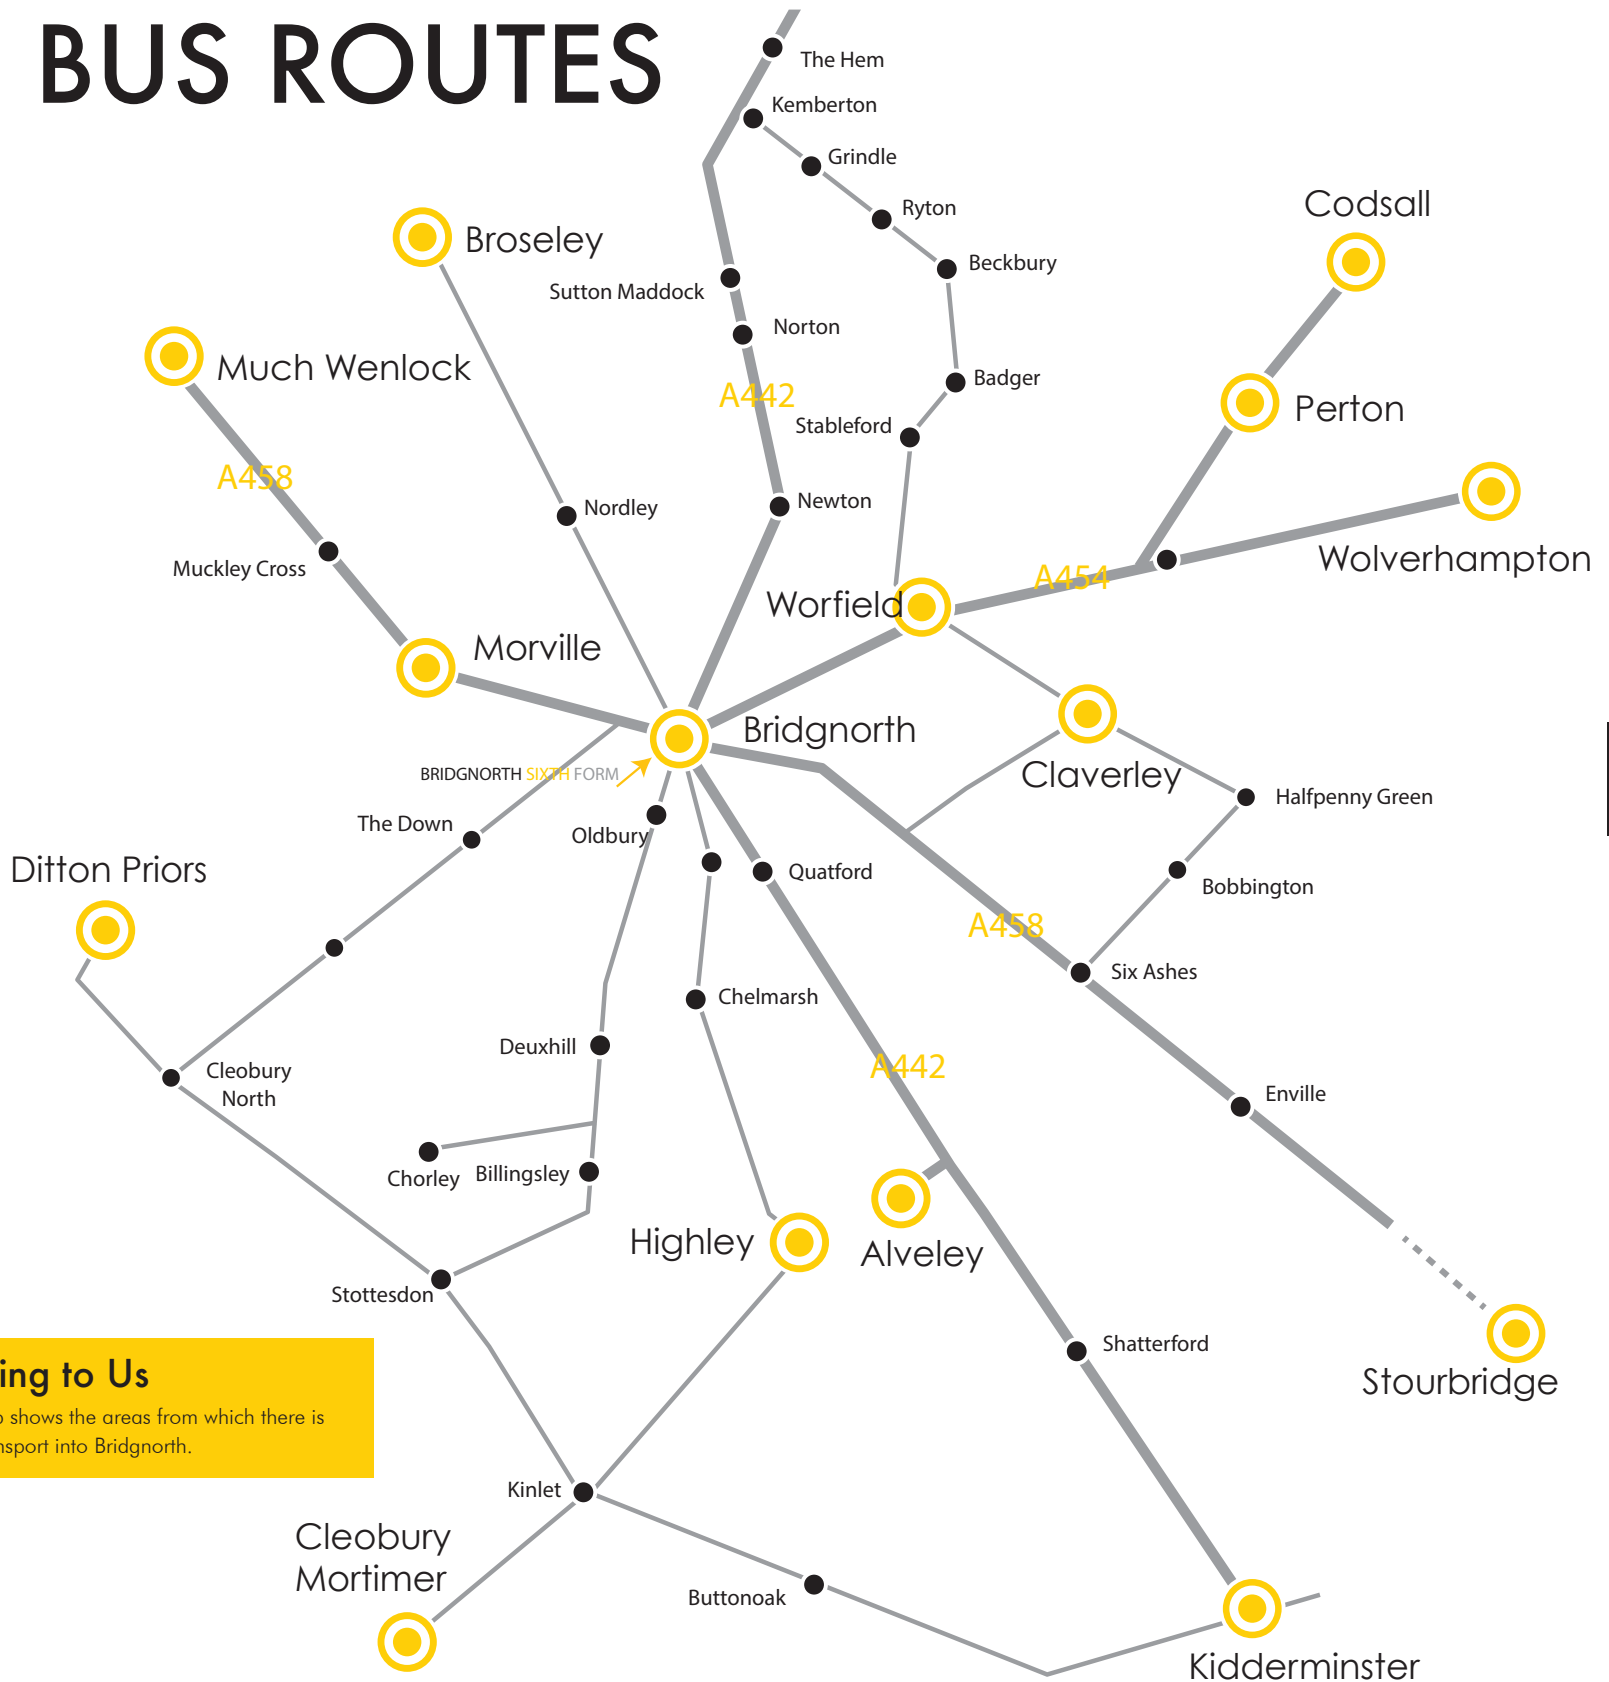 BUS ROUTES
The Hem
Kemberton
Grindle
Ryton
Codsall
Broseley
Beckbury
Sutton Maddock
Norton
Much Wenlock
Badger
A442
Perton
Stableford
A458
Newton
Nordley
Wolverhampton
Muckley Cross
A454
Worfield
Morville
Bridgnorth
BRIDGNORTH SIXTH FORM
Claverley
Halfpenny Green
The Down
Oldbury
Ditton Priors
Quatford
Bobbington
A458
Six Ashes
Chelmarsh
Deuxhill
A442
Cleobury
North
Enville
Chorley
Billingsley
Highley
Alveley
Stottesdon
Shatterford
ing to Us
shows the areas from which there is
nsport into Bridgnorth.
Stourbridge
Kinlet
Cleobury
Mortimer
Buttonoak
Kidderminster